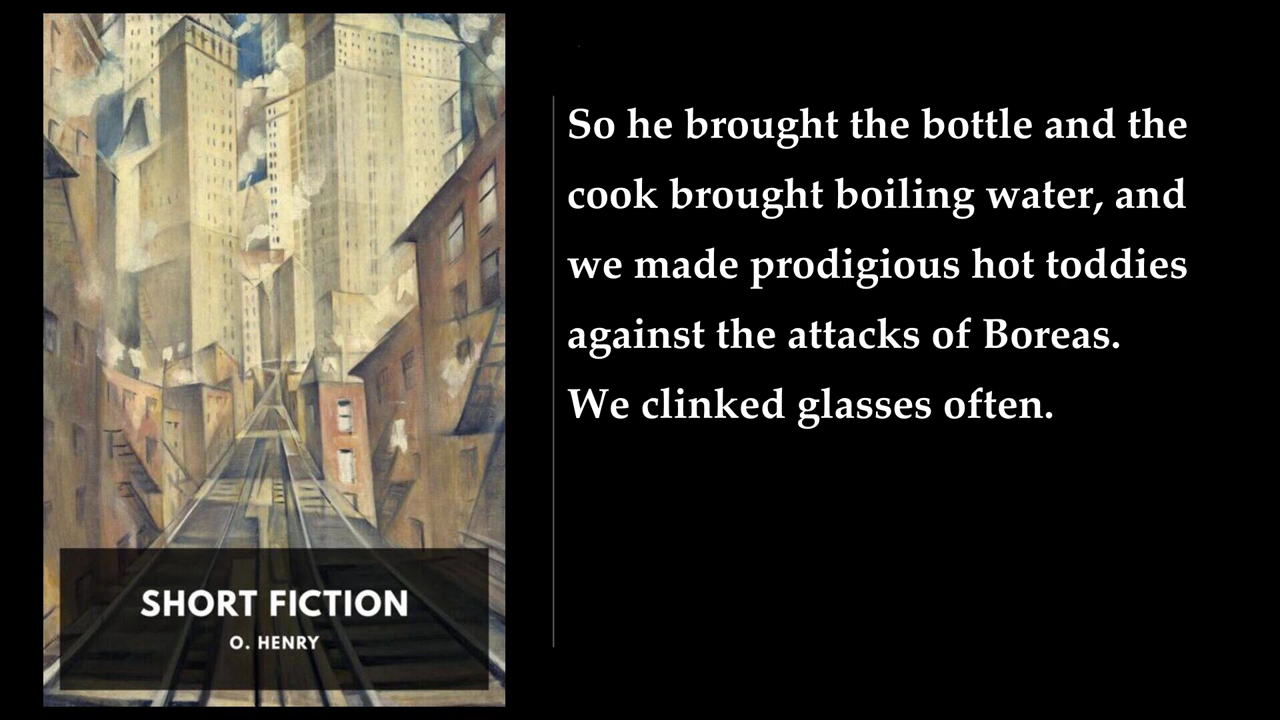 So he brought the bottle and the
cook brought boiling water, and
we made prodigious hot toddies
against the attacks of Boreas.
We clinked glasses often.
SHORT FICTION
O. HENRY